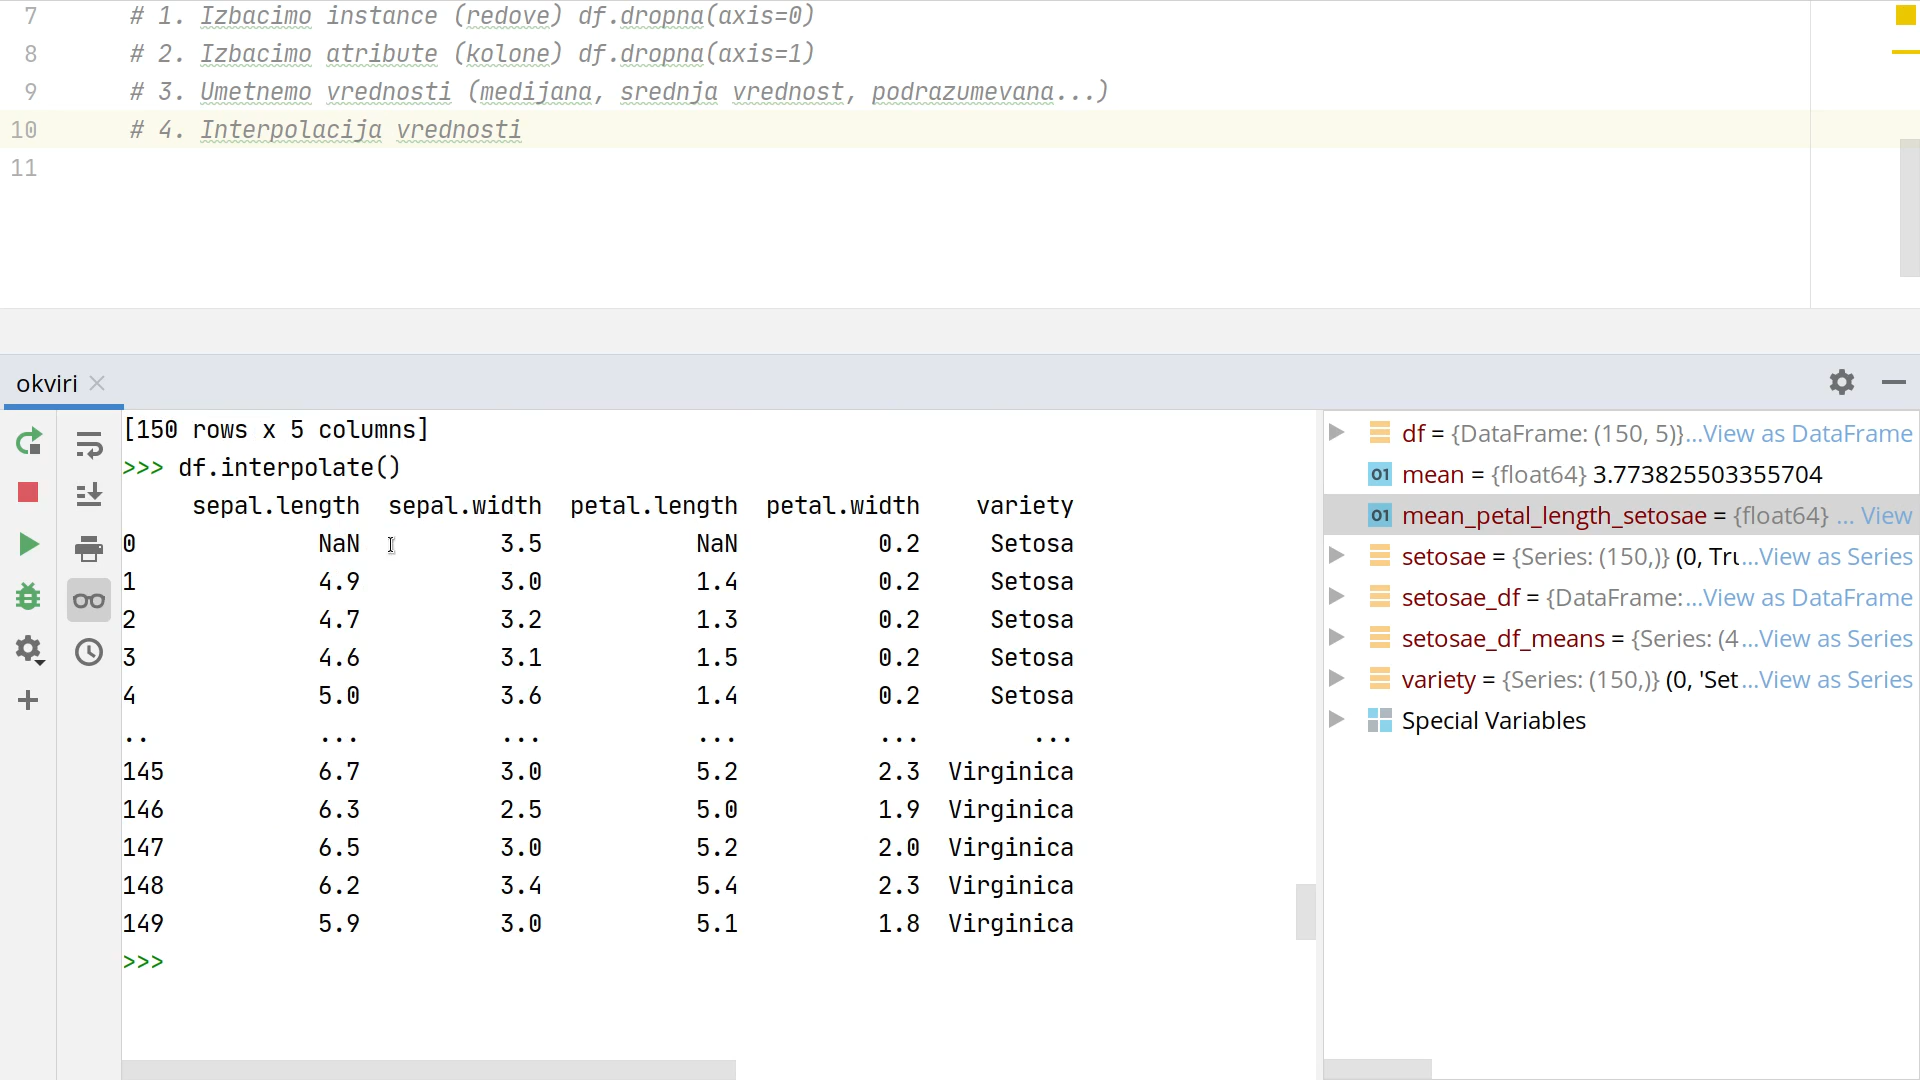 7 # 1. Izbacimo instance (redove) df.dropna(axis=0)
8 # 2. Izbacimo atribute (kolone) df.dropna(axis=1)
9 # 3. Umetnemo vrednosti (medijana, srednja vrednost, podrazumevana...)
10 # 4. Interpolacija vrednosti
11
okviri
[150 rows x 5 columns]
>>> df.interpolate()
sepal.length sepal.width petal.length petal.width variety
0 NaN 3.5 NaN 0.2 Setosa
1 4.9 3.0 1.4 0.2 Setosa
2 4.7 3.2 1.3 0.2 Setosa
3 4.6 3.1 1.5 0.2 Setosa
4 5.0 3.6 1.4 0.2 Setosa
.. ... ... ... ... ...
145 6.7 3.0 5.2 2.3 Virginica
146 6.3 2.5 5.0 1.9 Virginica
147 6.5 3.0 5.2 2.0 Virginica
148 6.2 3.4 5.4 2.3 Virginica
149 5.9 3.0 5.1 1.8 Virginica
>>>
df = {DataFrame: (150, 5)}...View as DataFrame
01 mean = {float64} 3.773825503355704
01 mean_petal_length_setosae = {float64} ... View
setosae = {Series: (150,)} (0, Tru...View as Series
setosae_df = {DataFrame:...View as DataFrame
setosae_df_means = {Series: (4...View as Series
variety = {Series: (150,)} (0, 'Set...View as Series
Special Variables